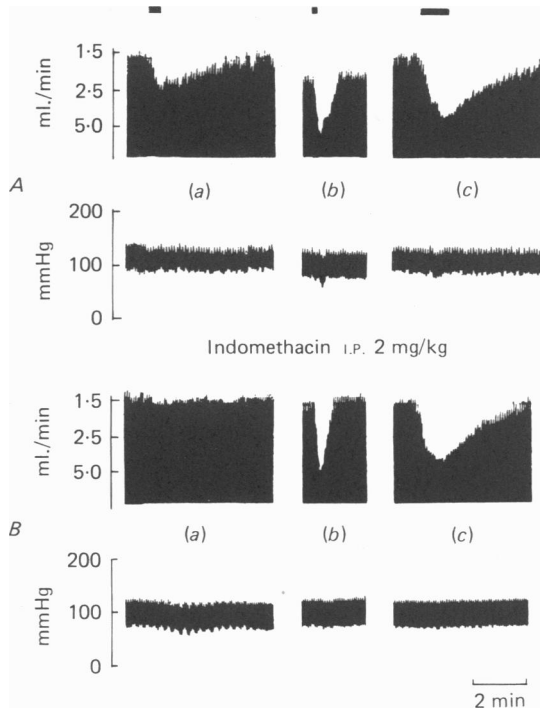 1·5
2·5
5·0
ml./min
A
(a) (b) (c)
200
100
0
mmHg
Indomethacin I.P. 2 mg/kg
1·5
2·5
5·0
ml./min
B
(a) (b) (c)
200
100
0
mmHg
2 min